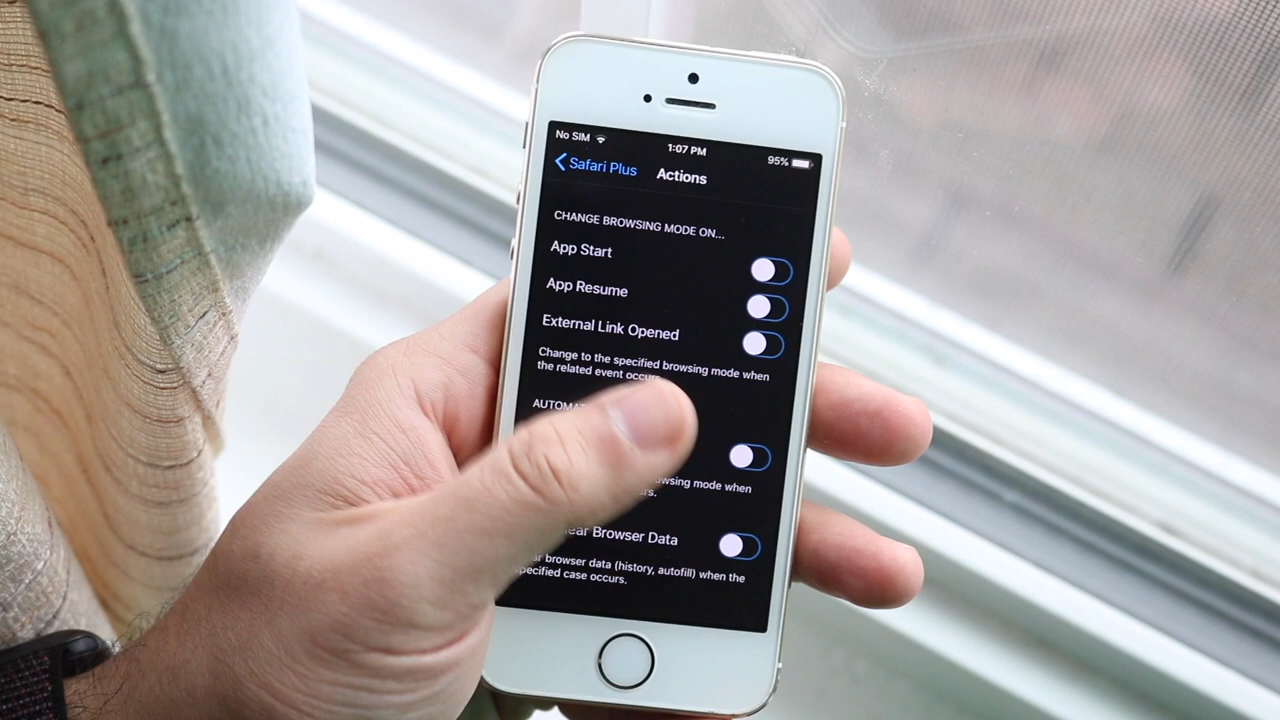 No SIM 1:07 PM 95%
Safari Plus Actions
CHANGE BROWSING MODE ON...
App Start
App Resume
External Link Opened
Change to the specified browsing mode when
the related event occurs
browsing mode when
Browser Data
browser data (history, autofill) when the
specified case occurs.